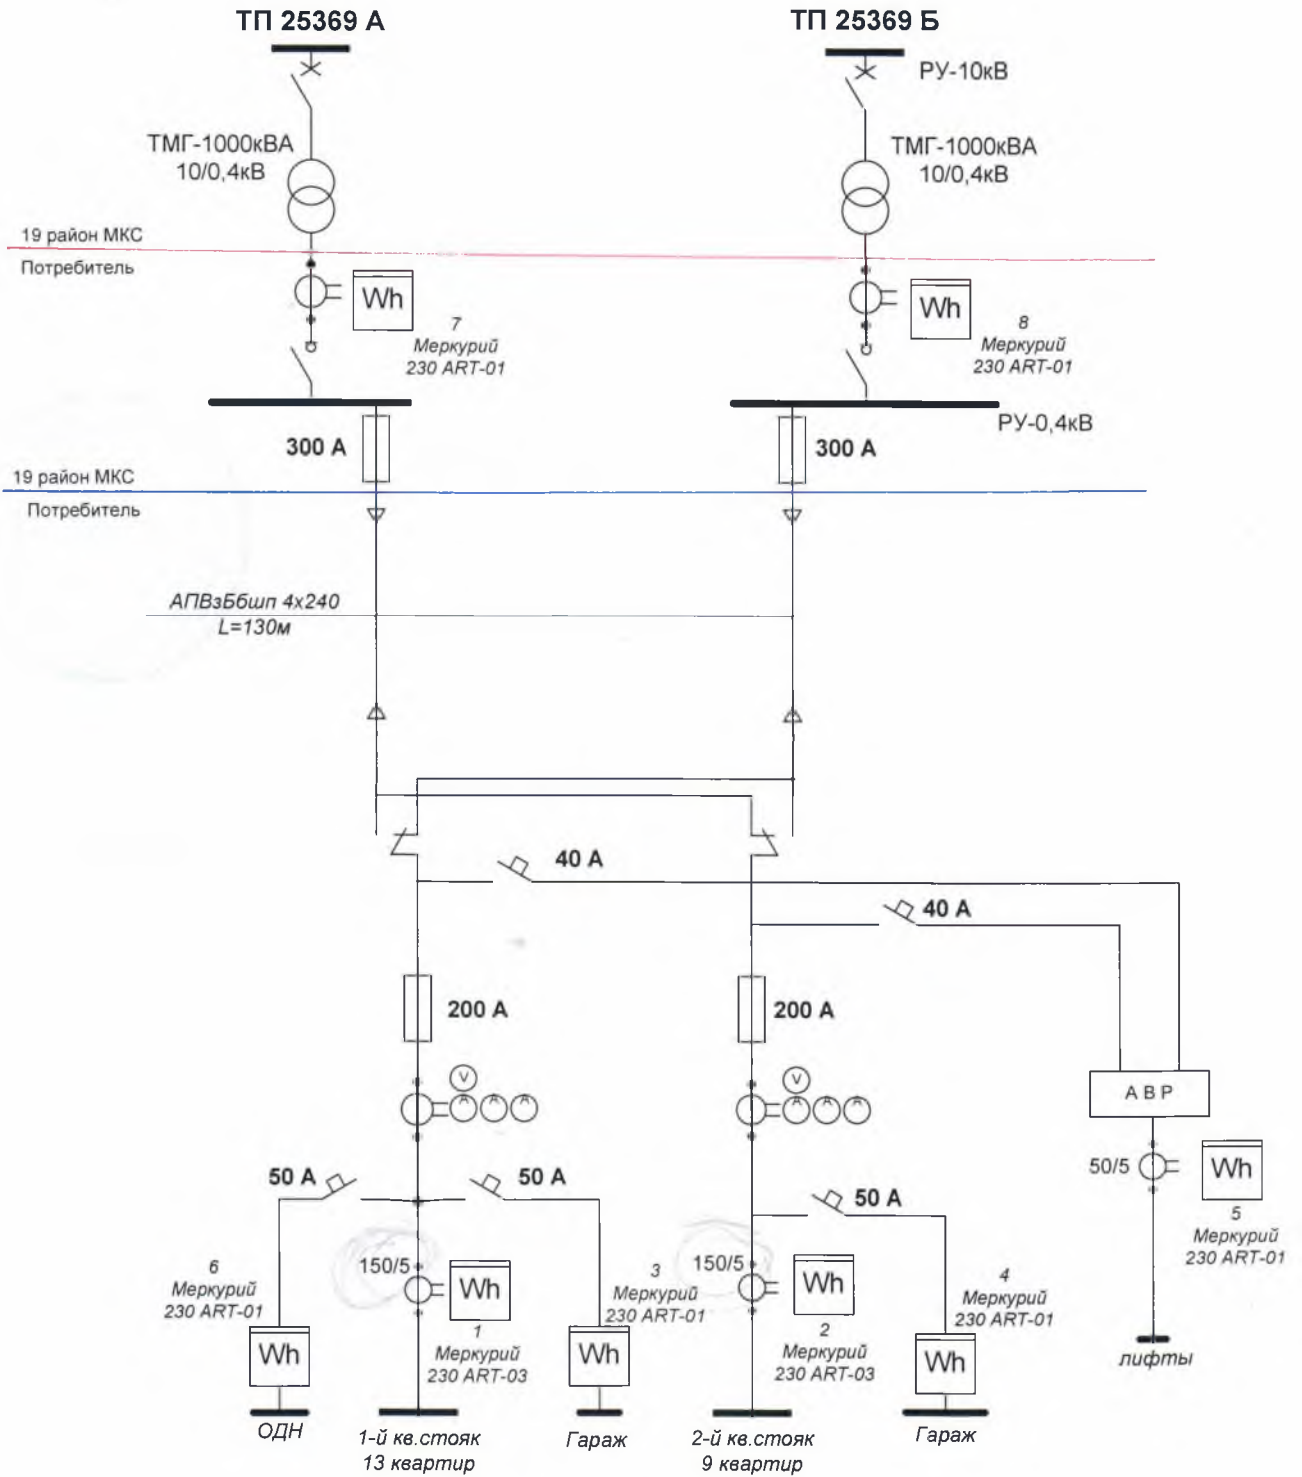 ТП 25369 А
ТП 25369 Б
РУ-10кВ
ТМГ-1000кВА
10/0,4кВ
ТМГ-1000кВА
10/0,4кВ
19 район МКС
Потребитель
Wh
7
Меркурий
230 ART-01
Wh
8
Меркурий
230 ART-01
РУ-0,4кВ
300 А
300 А
19 район МКС
Потребитель
АПВзБбшп 4х240
L=130м
40 А
40 А
200 А
200 А
V
A A A
V
A A A
А В Р
50/5
Wh
5
Меркурий
230 ART-01
лифты
50 А
50 А
50 А
6
Меркурий
230 ART-01
Wh
ОДН
150/5
Wh
1
Меркурий
230 ART-03
1-й кв.стояк
13 квартир
3
Меркурий
230 ART-01
Wh
Гараж
150/5
Wh
2
Меркурий
230 ART-03
2-й кв.стояк
9 квартир
4
Меркурий
230 ART-01
Wh
Гараж